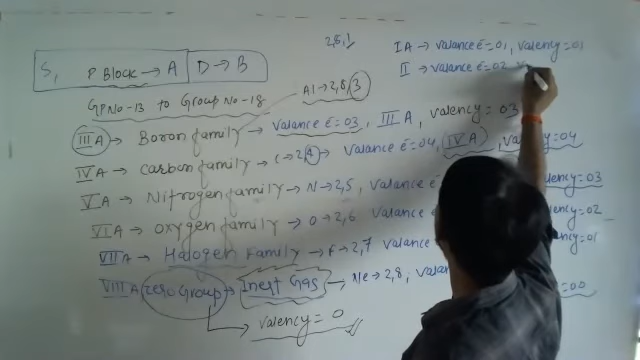 S, P Block → A D → B
2,8,1
IA → valance e⁻=01, valency=01
II → valance e⁻=02
GP No-13 to Group No-18
Al → 2,8,3
IIIA → Boron family → valance e⁻=03, IIIA, valency=03
IVA → Carbon family → C → 2,4 → valance e⁻=04, IVA, valency=04
VA → Nitrogen family → N → 2,5, valance e⁻ valency=03
VIA → oxygen family → O → 2,6 valance =02
VIIA → Halogen Family → F → 2,7 valance =01
VIIIA zero Group → Inert Gas → Ne → 2,8, =00
→ valency=0